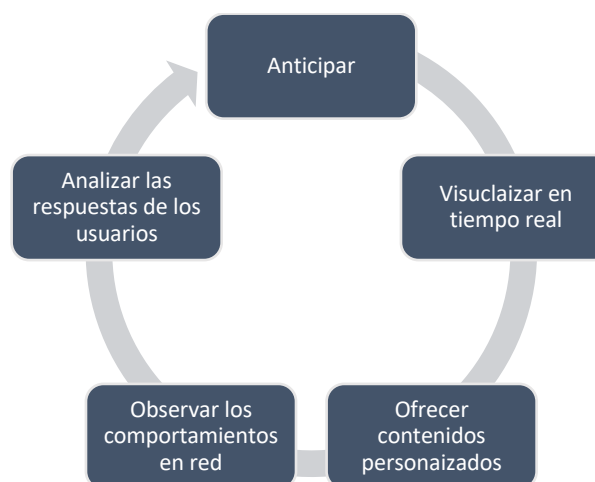 Anticipar
Visuclaizar en
tiempo real
Ofrecer
contenidos
personaizados
Observar los
comportamientos
en red
Analizar las
respuestas de los
usuarios